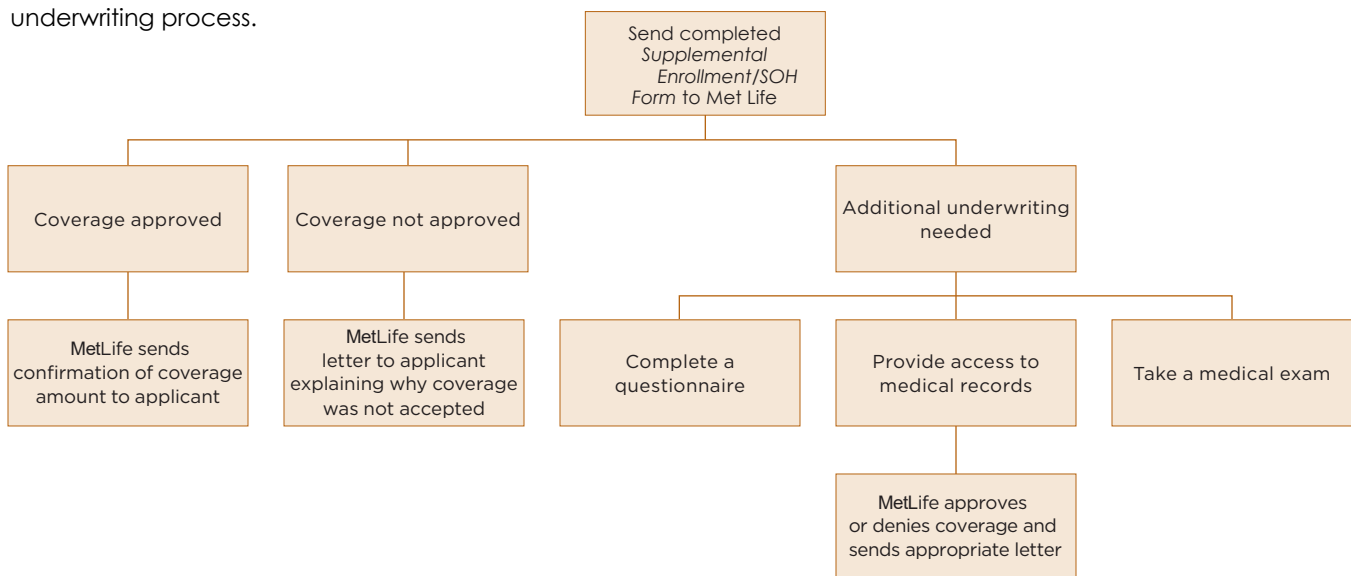 underwriting process.
Send completed
Supplemental
Enrollment/SOH
Form to Met Life
Coverage approved
Coverage not approved
Additional underwriting
needed
MetLife sends
confirmation of coverage
amount to applicant
MetLife sends
letter to applicant
explaining why coverage
was not accepted
Complete a
questionnaire
Provide access to
medical records
Take a medical exam
MetLife approves
or denies coverage and
sends appropriate letter